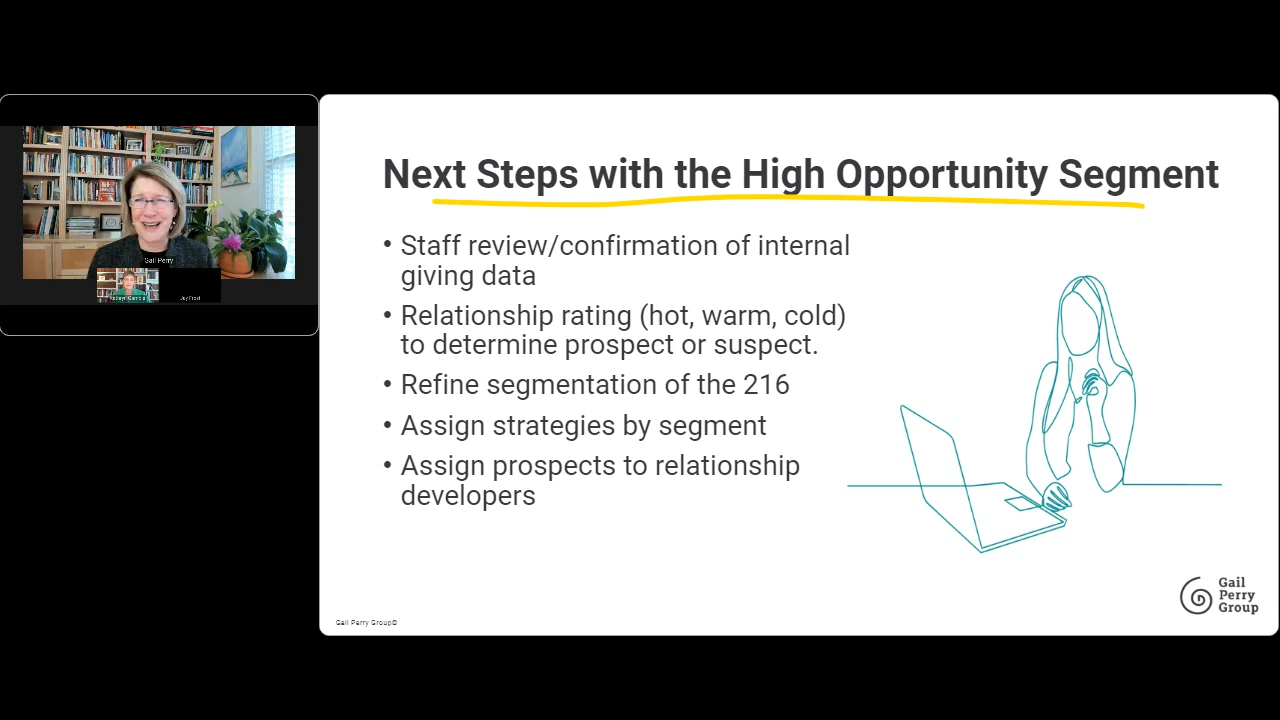 Next Steps with the High Opportunity Segment
• Staff review/confirmation of internal
giving data
• Relationship rating (hot, warm, cold)
to determine prospect or suspect.
• Refine segmentation of the 216
• Assign strategies by segment
• Assign prospects to relationship
developers
Gail Perry
Jay Frost
Gail
Perry
Group
Gail Perry Group©